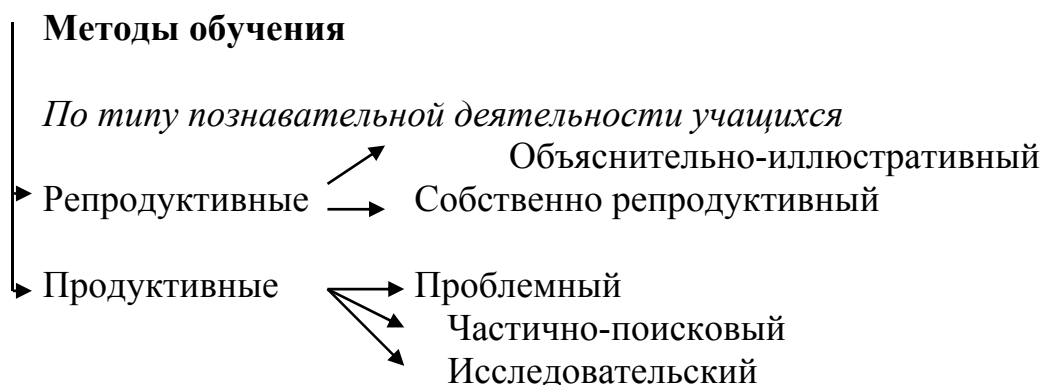 Методы обучения
По типу познавательной деятельности учащихся
Объяснительно-иллюстративный
Репродуктивные Собственно репродуктивный
Продуктивные Проблемный
Частично-поисковый
Исследовательский